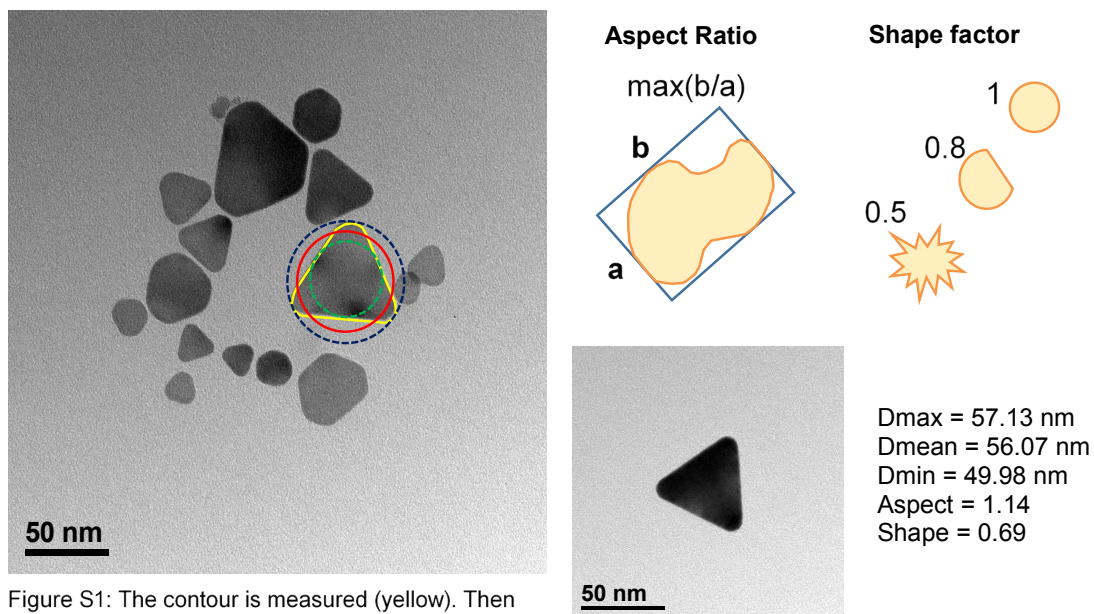 Aspect Ratio
Shape factor
max(b/a)
b
a
1
0.8
0.5
50 nm
50 nm
Dmax = 57.13 nm
Dmean = 56.07 nm
Dmin = 49.98 nm
Aspect = 1.14
Shape = 0.69
Figure S1: The contour is measured (yellow). Then